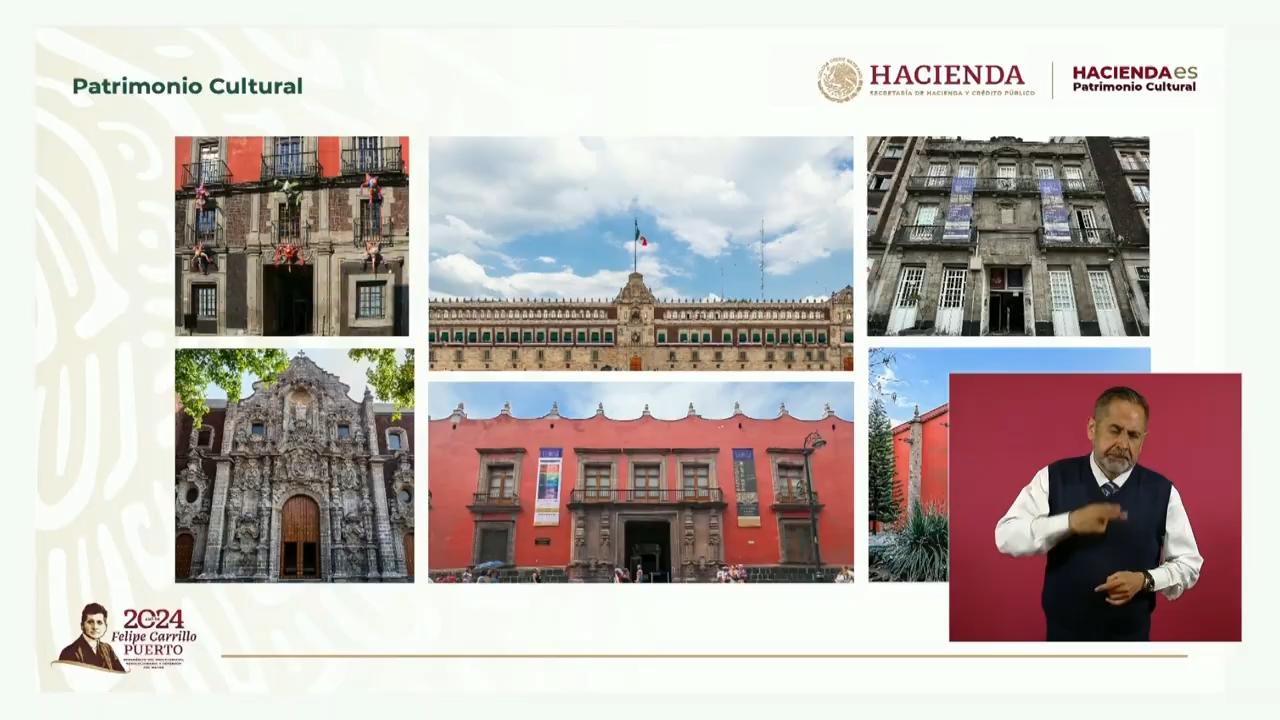 Patrimonio Cultural
HACIENDA
SECRETARÍA DE HACIENDA Y CRÉDITO PÚBLICO
HACIENDAes
Patrimonio Cultural
2024
Felipe Carrillo
PUERTO